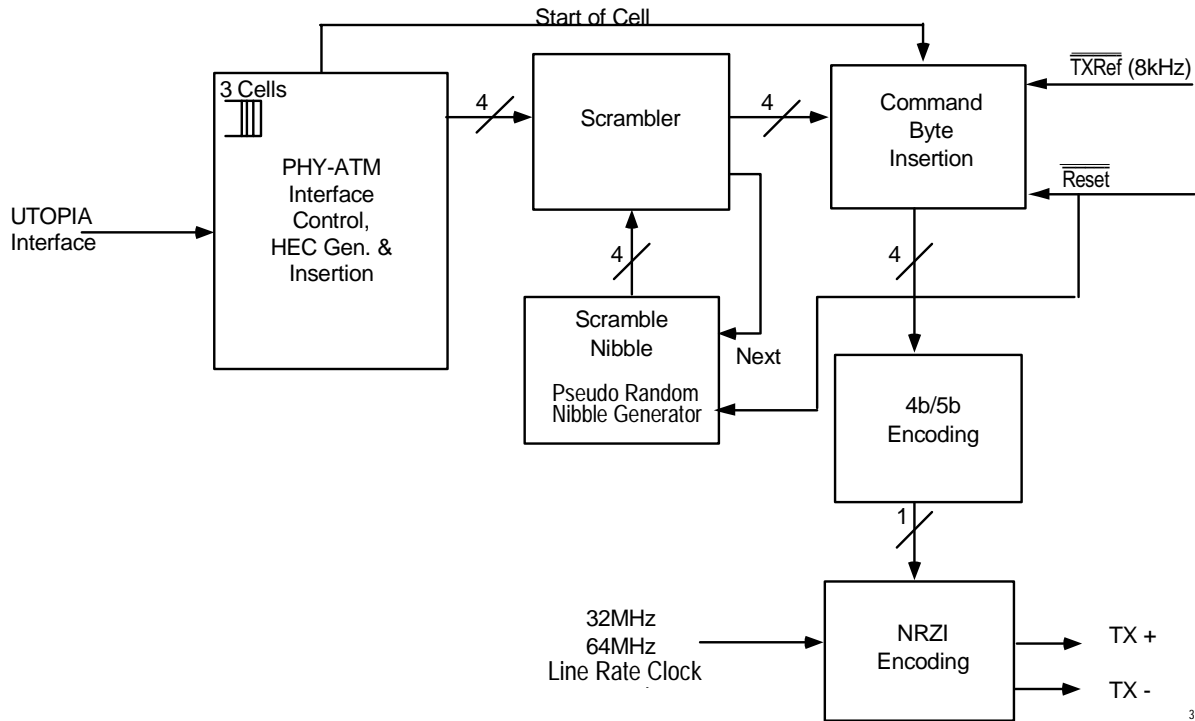 Start of Cell
3 Cells
PHY-ATM
Interface
Control,
HEC Gen. &
Insertion
UTOPIA
Interface
4
Scrambler
4
Command
Byte
Insertion
TXRef (8kHz)
Reset
4
4
Scramble
Nibble
Pseudo Random
Nibble Generator
Next
4b/5b
Encoding
1
32MHz
64MHz
Line Rate Clock
NRZI
Encoding
TX +
TX -
3